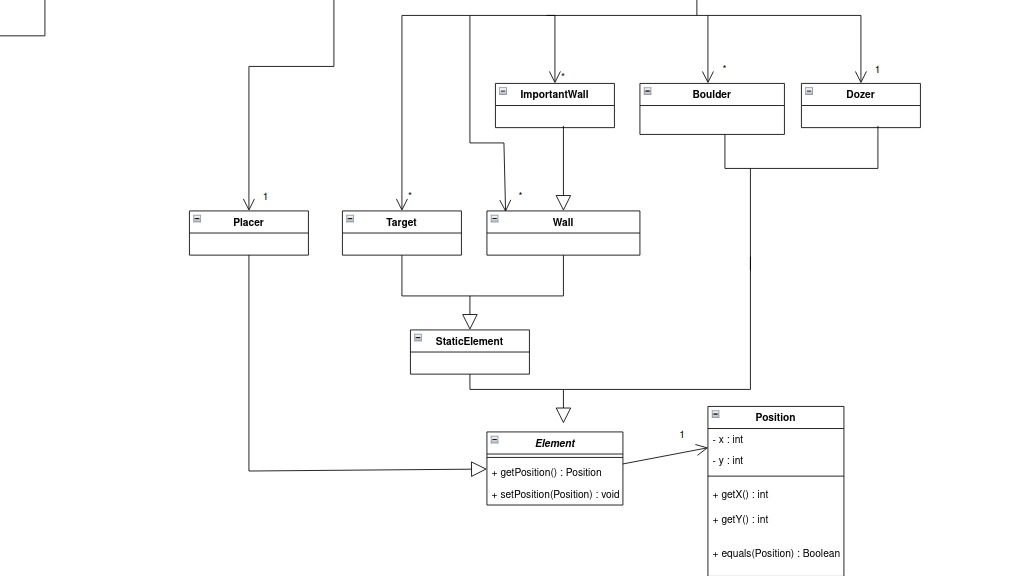 *
*
1
ImportantWall
Boulder
Dozer
1
*
*
Placer
Target
Wall
StaticElement
Position
1
Element
- x : int
- y : int
+ getPosition() : Position
+ setPosition(Position) : void
+ getX() : int
+ getY() : int
+ equals(Position) : Boolean